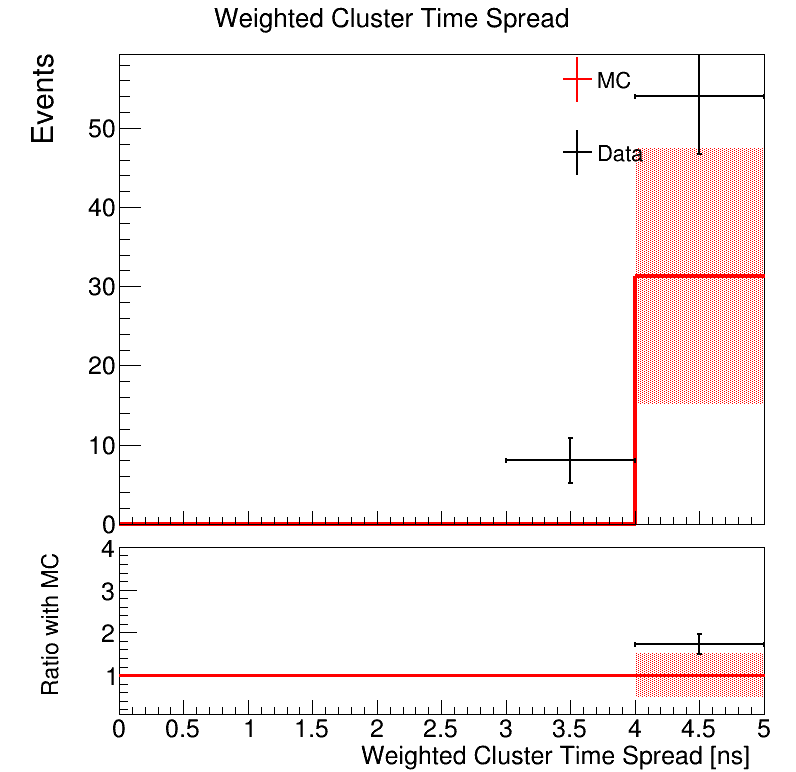 Weighted Cluster Time Spread
Events
MC
Data
50
40
30
20
10
0
Ratio with MC
4
3
2
1
0 0.5 1 1.5 2 2.5 3 3.5 4 4.5 5
Weighted Cluster Time Spread [ns]